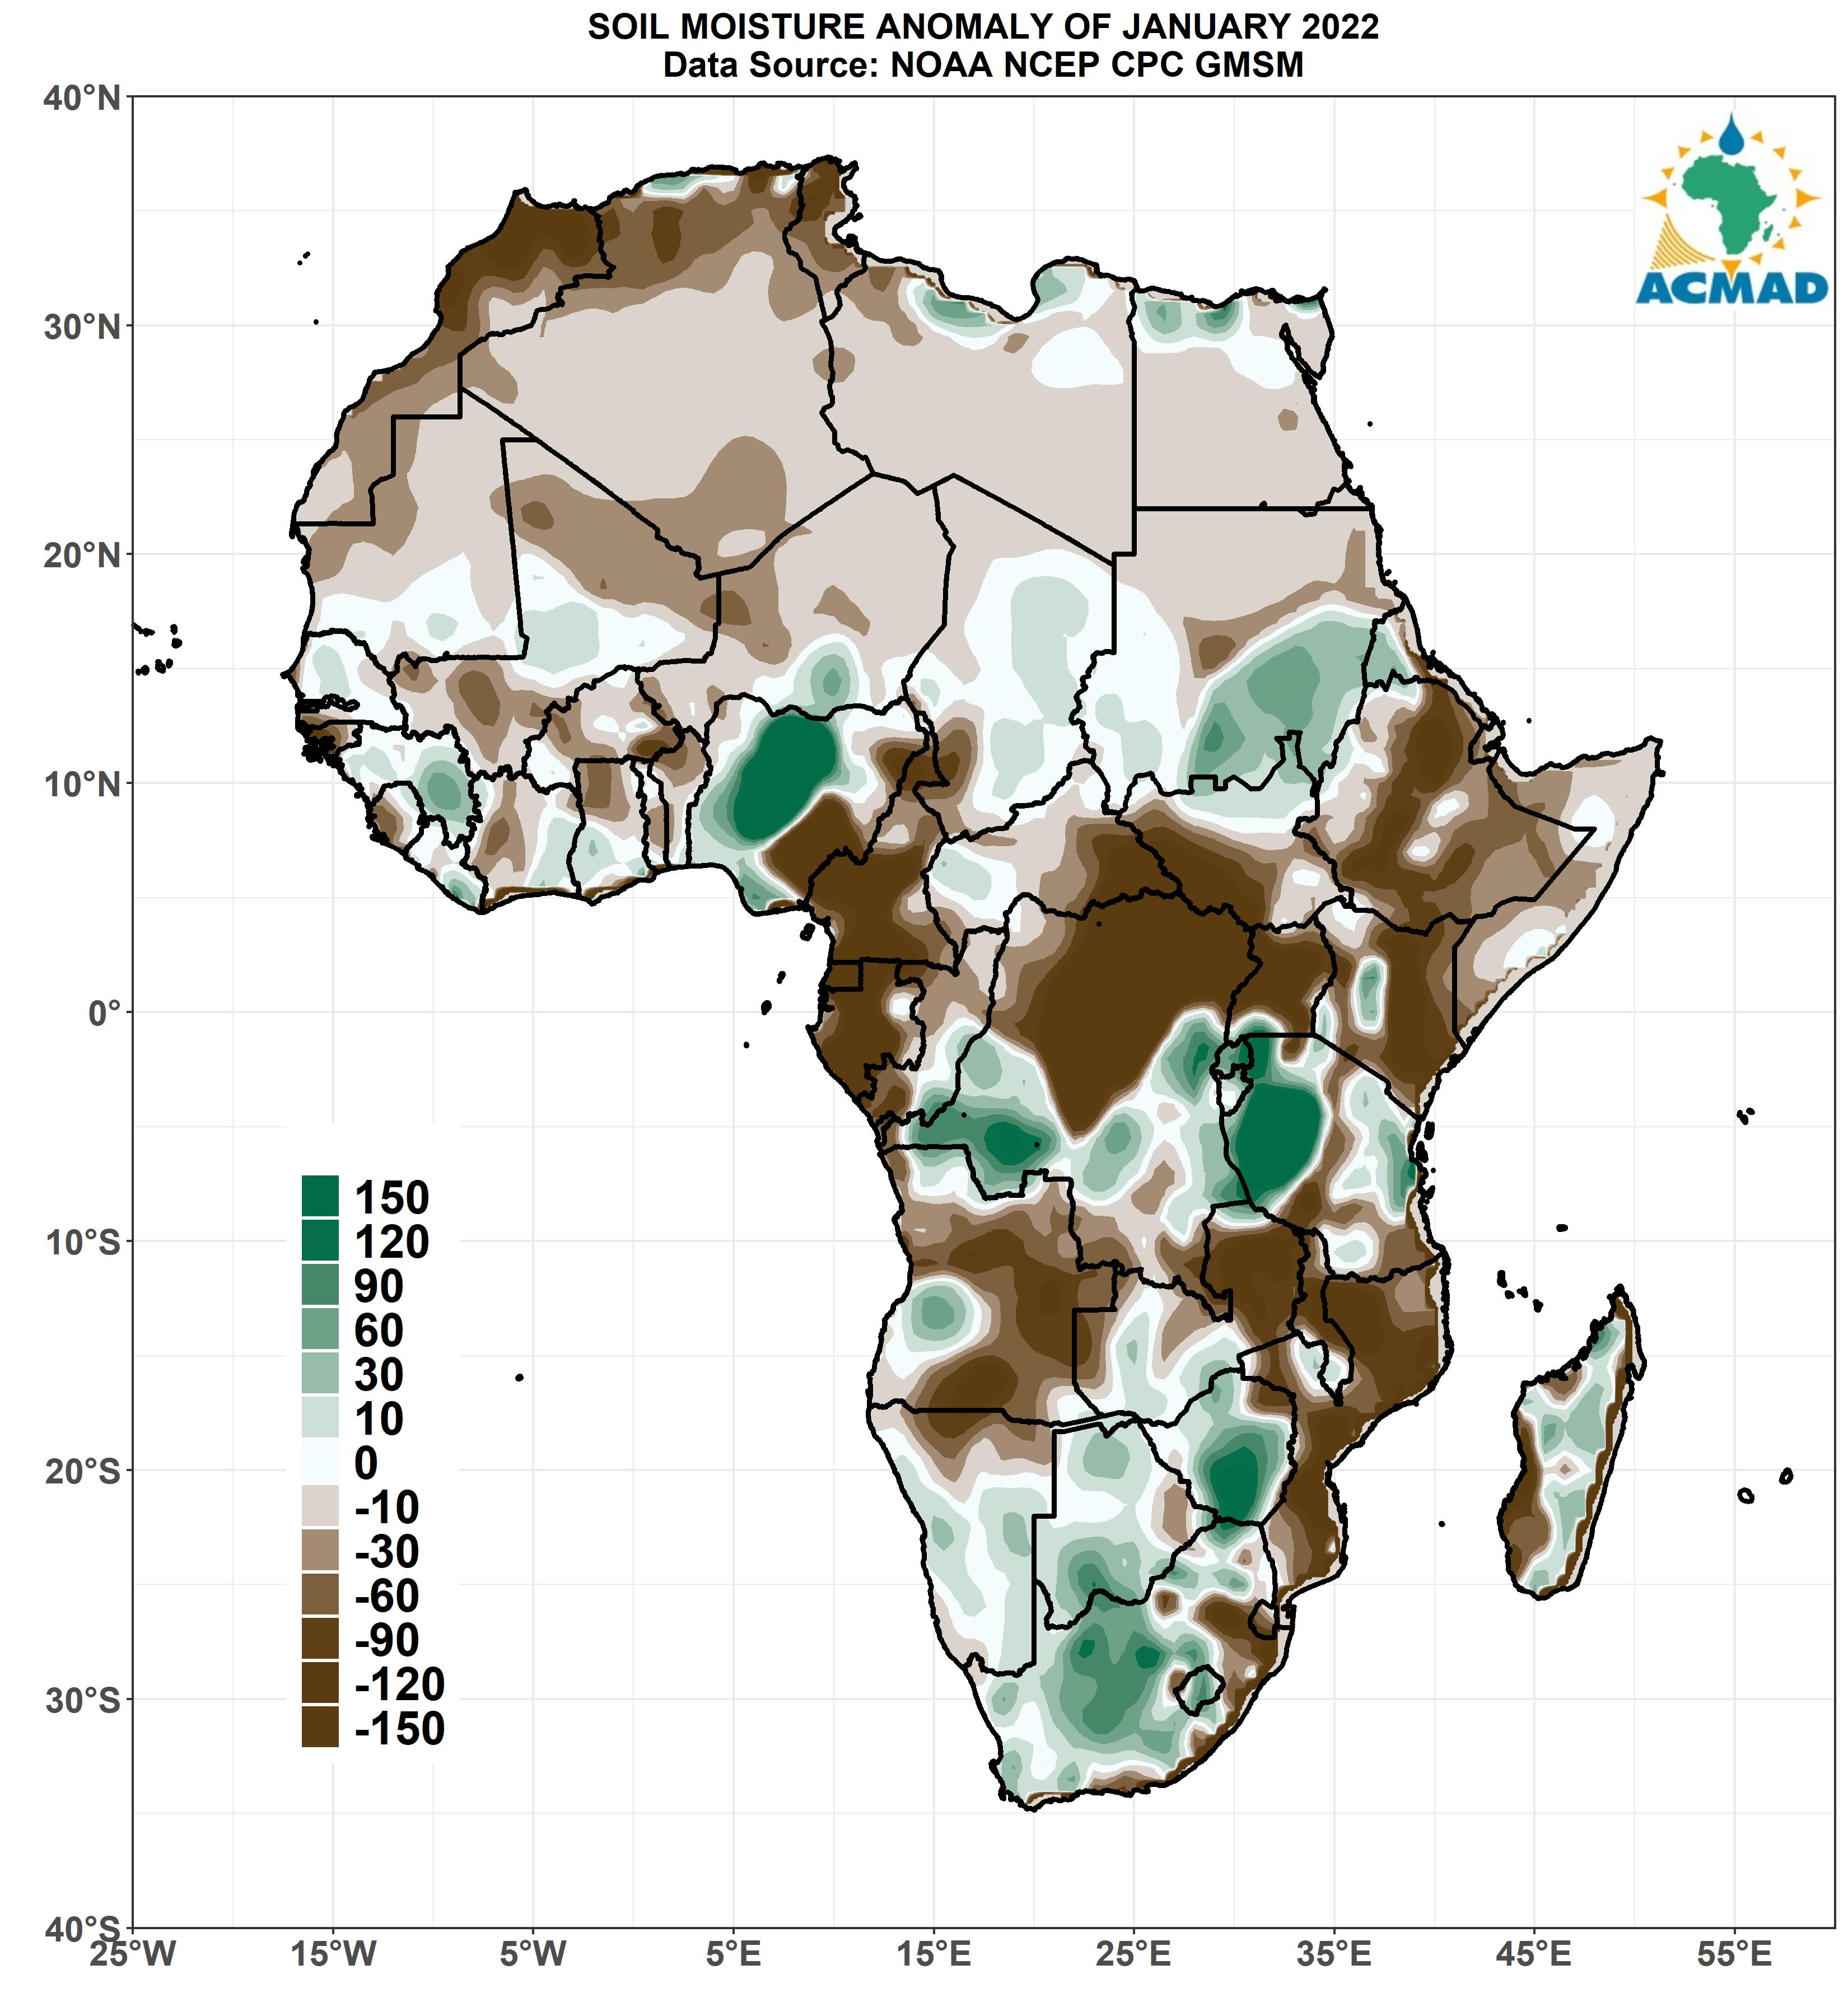 SOIL MOISTURE ANOMALY OF JANUARY 2022
Data Source: NOAA NCEP CPC GMSM
40°N
ACMAD
30°N
20°N
10°N
0°
10°S
20°S
30°S
40°S
150
120
90
60
30
10
0
-10
-30
-60
-90
-120
-150
25°W 15°W 5°W 5°E 15°E 25°E 35°E 45°E 55°E